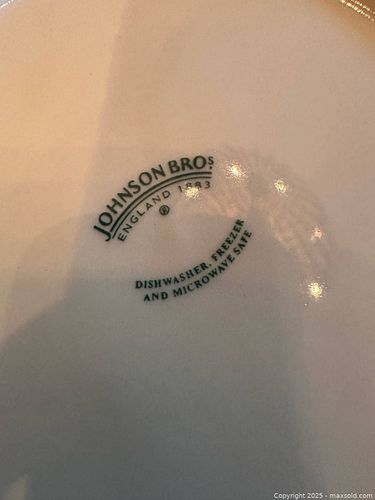 JOHNSON BROS
ENGLAND 1883
®
DISHWASHER, FREEZER
AND MICROWAVE SAFE
Copyright 2025 - maxsold.com